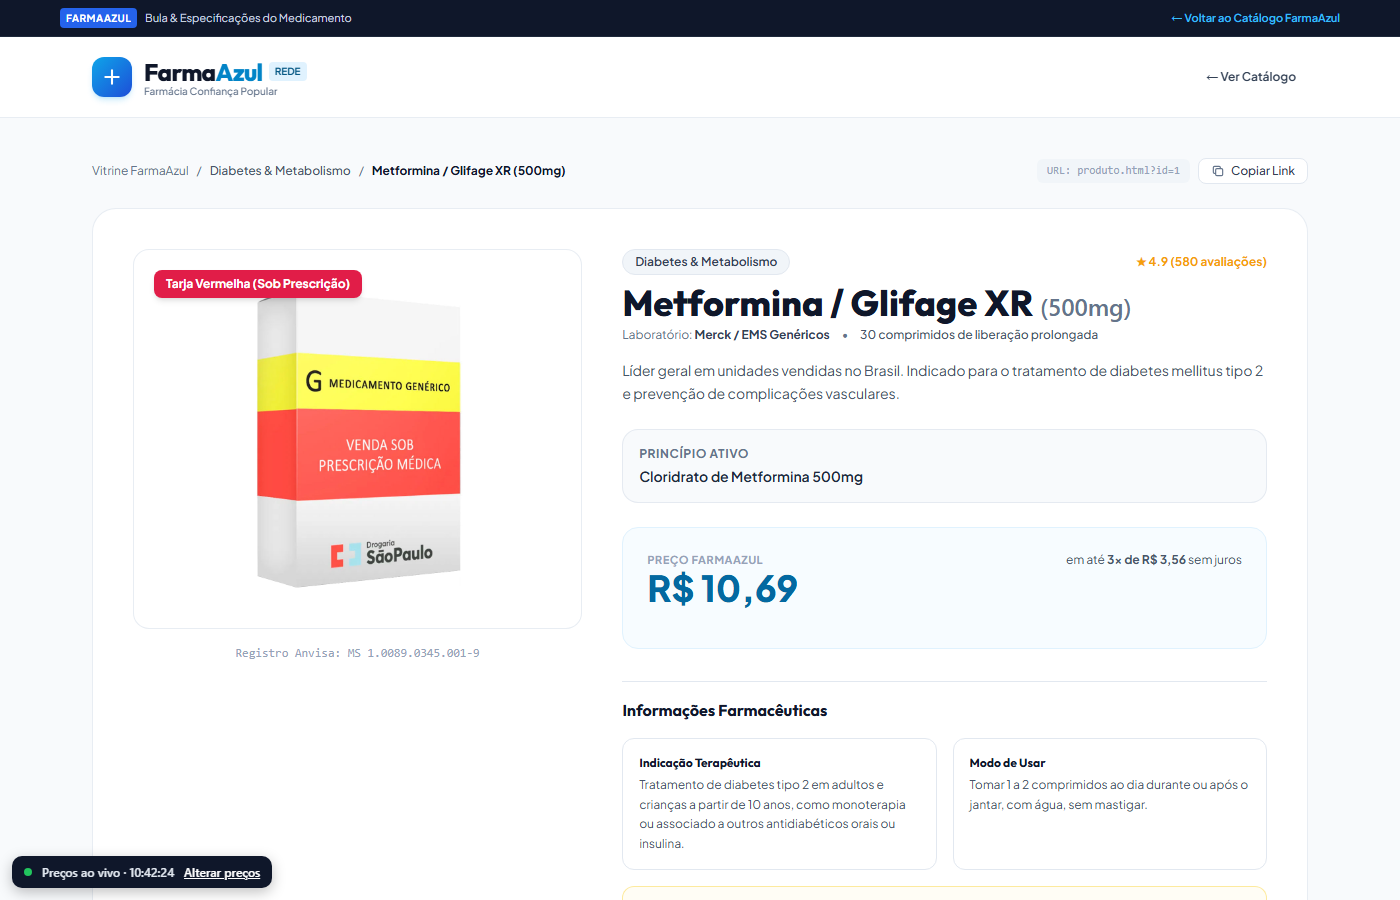 FARMAAZUL Bula & Especificações do Medicamento
← Voltar ao Catálogo FarmaAzul
FarmaAzul REDE
Farmácia Confiança Popular
← Ver Catálogo
Vitrine FarmaAzul / Diabetes & Metabolismo / Metformina / Glifage XR (500mg)
URL: produto.html?id=1
Copiar Link
Tarja Vermelha (Sob Prescrição)
G MEDICAMENTO GENÉRICO
VENDA SOB
PRESCRIÇÃO MÉDICA
Drogaria
SãoPaulo
Registro Anvisa: MS 1.0089.0345.001-9
Diabetes & Metabolismo
★ 4.9 (580 avaliações)
Metformina / Glifage XR (500mg)
Laboratório: Merck / EMS Genéricos • 30 comprimidos de liberação prolongada
Líder geral em unidades vendidas no Brasil. Indicado para o tratamento de diabetes mellitus tipo 2
e prevenção de complicações vasculares.
PRINCÍPIO ATIVO
Cloridrato de Metformina 500mg
PREÇO FARMAAZUL
em até 3x de R$ 3,56 sem juros
R$ 10,69
Informações Farmacêuticas
Indicação Terapêutica
Tratamento de diabetes tipo 2 em adultos e
crianças a partir de 10 anos, como monoterapia
ou associado a outros antidiabéticos orais ou
insulina.
Modo de Usar
Tomar 1 a 2 comprimidos ao dia durante ou após o
jantar, com água, sem mastigar.
Preços ao vivo · 10:42:24 Alterar preços